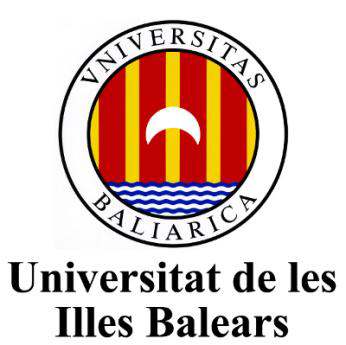 VNIVERSITAS
BALIARICA
Universitat de les
Illes Balears